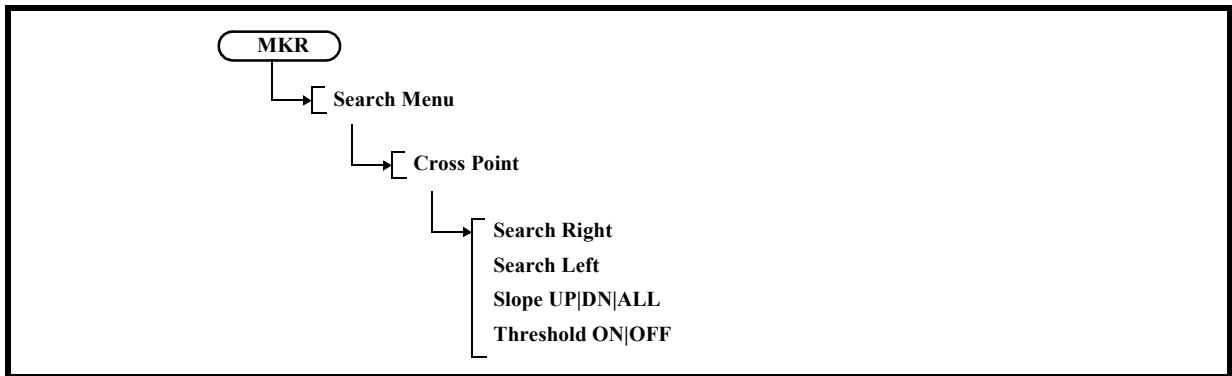 MKR
Search Menu
Cross Point
Search Right
Search Left
Slope UP|DN|ALL
Threshold ON|OFF